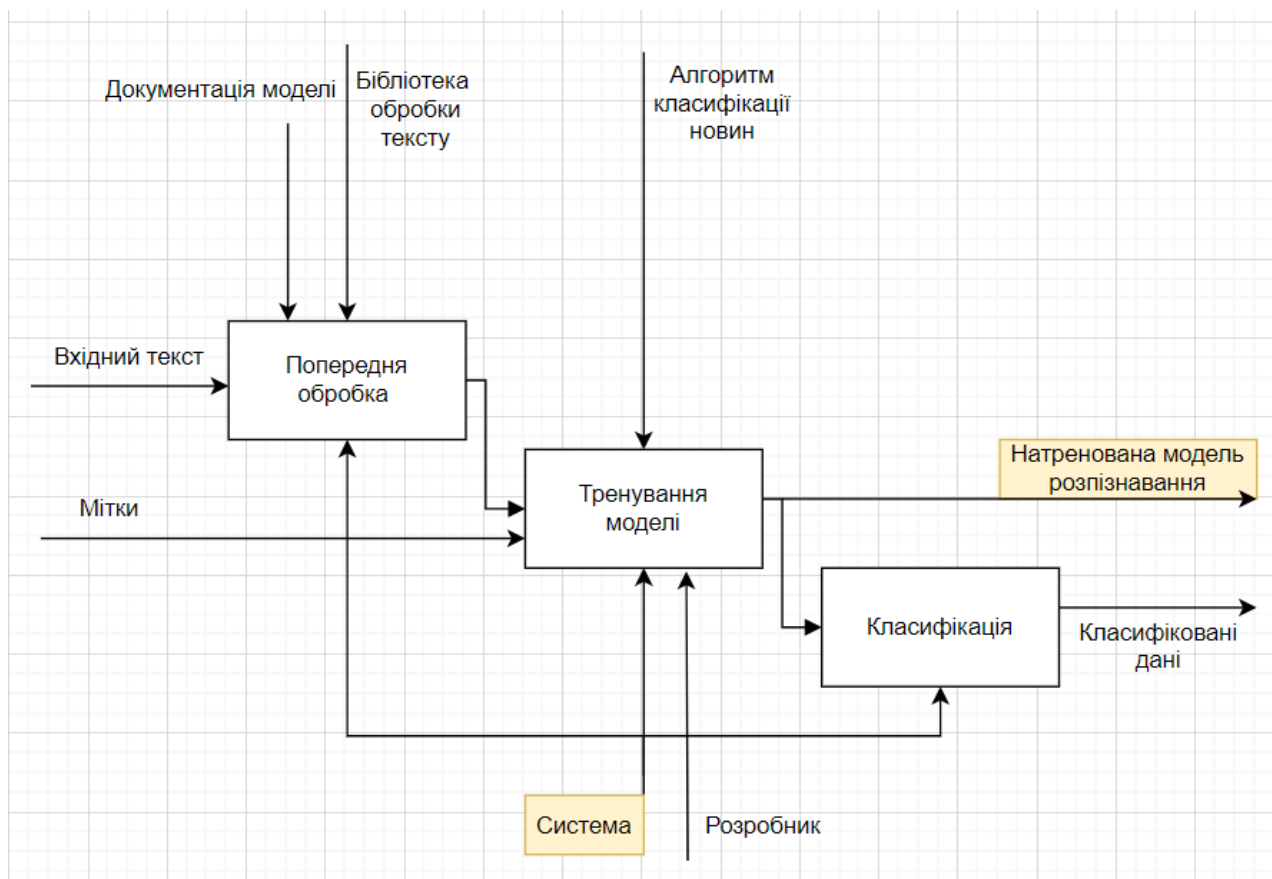 Документація моделі
Бібліотека
обробки
тексту
Алгоритм
класифікації
новин
Вхідний текст
Попередня
обробка
Мітки
Тренування
моделі
Натренована модель
розпізнавання
Класифікація
Класифіковані
дані
Система
Розробник